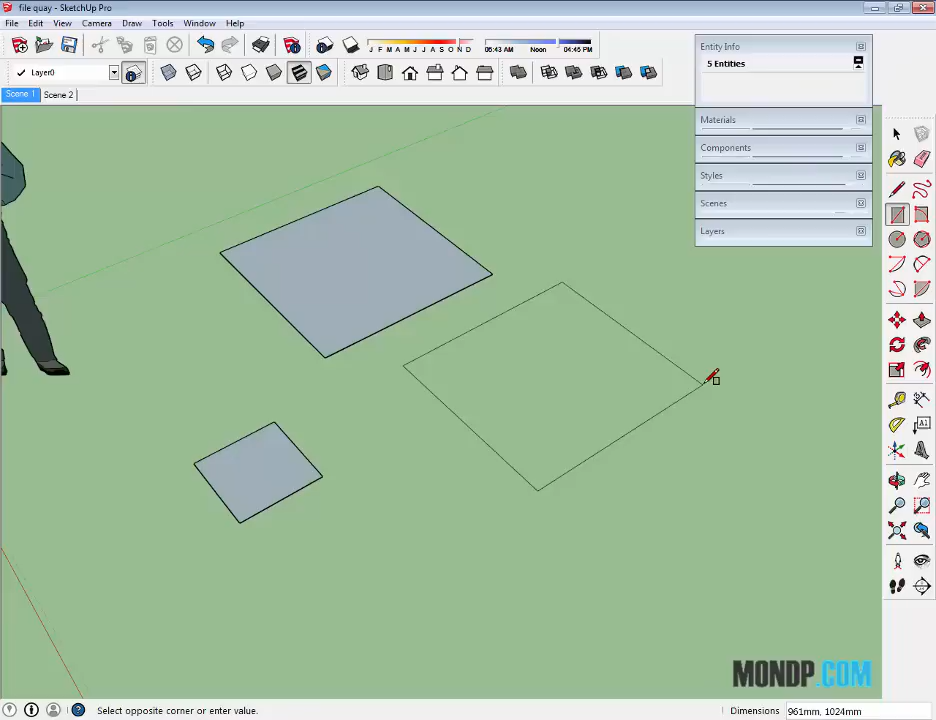 file quay - SketchUp Pro
File Edit View Camera Draw Tools Window Help
J F M A M J J A S O N D
06:43 AM Noon 04:45 PM
Layer0
Scene 1 Scene 2
Entity Info
5 Entities
Materials
Components
Styles
Scenes
Layers
A1
MONDP.COM
Select opposite corner or enter value.
Dimensions 961mm, 1024mm